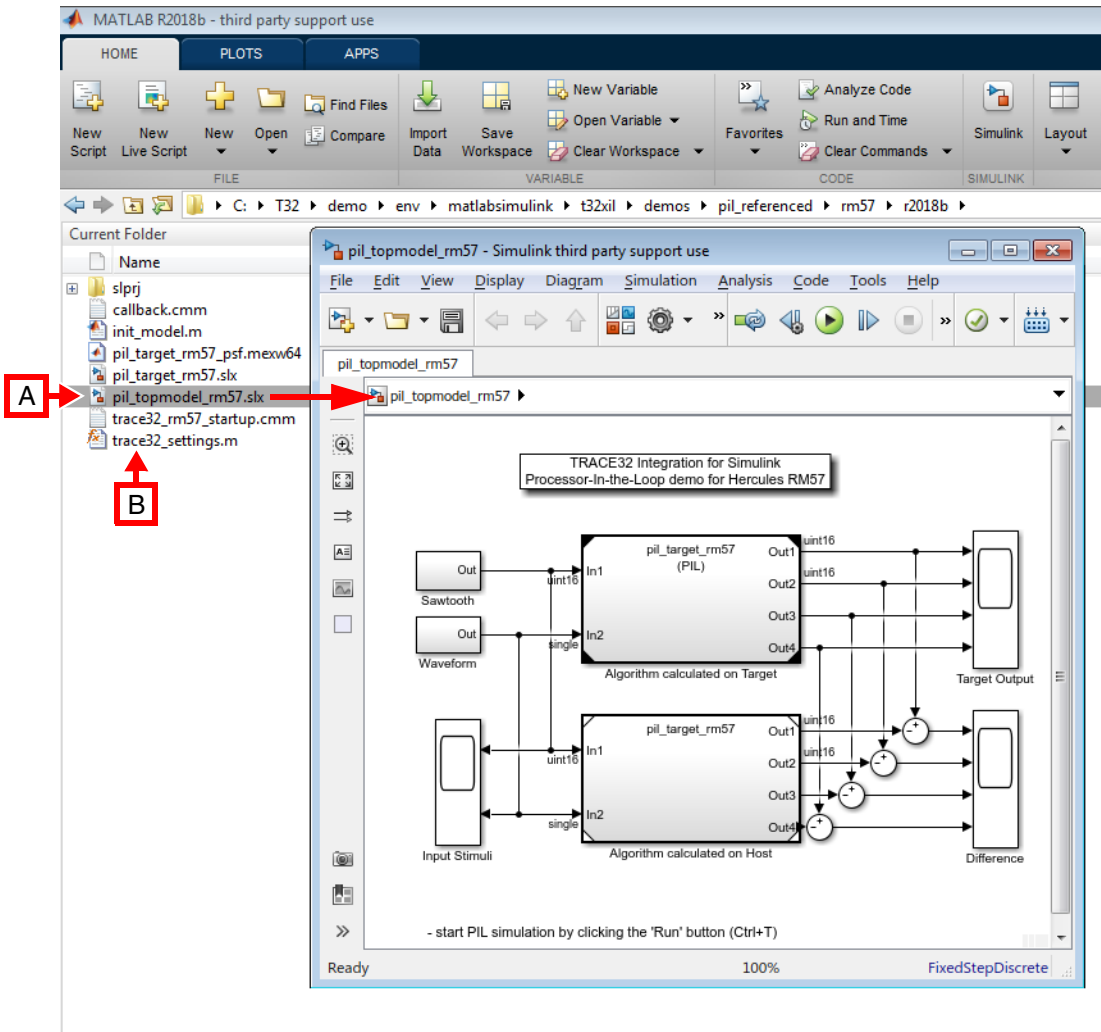 MATLAB R2018b - third party support use
HOME PLOTS APPS
New Script
New Live Script
New
Open
Find Files
Compare
Import Data
Save Workspace
New Variable
Open Variable
Clear Workspace
Favorites
Analyze Code
Run and Time
Clear Commands
Simulink
Layout
FILE VARIABLE CODE SIMULINK
C: T32 demo env matlabsimulink t32xil demos pil_referenced rm57 r2018b
Current Folder
Name
slprj
callback.cmm
init_model.m
pil_target_rm57_psf.mexw64
pil_target_rm57.slx
pil_topmodel_rm57.slx
trace32_rm57_startup.cmm
trace32_settings.m
A
B
pil_topmodel_rm57 - Simulink third party support use
File Edit View Display Diagram Simulation Analysis Code Tools Help
pil_topmodel_rm57
pil_topmodel_rm57
TRACE32 Integration for Simulink
Processor-In-the-Loop demo for Hercules RM57
Out
Sawtooth
Out
Waveform
uint16
single
pil_target_rm57
(PIL)
In1
In2
Out1
Out2
Out3
Out4
uint16
uint16
Algorithm calculated on Target
Target Output
Input Stimuli
uint16
single
pil_target_rm57
In1
In2
Out1
Out2
Out3
Out4
uint16
uint16
Algorithm calculated on Host
Difference
- start PIL simulation by clicking the 'Run' button (Ctrl+T)
Ready 100% FixedStepDiscrete